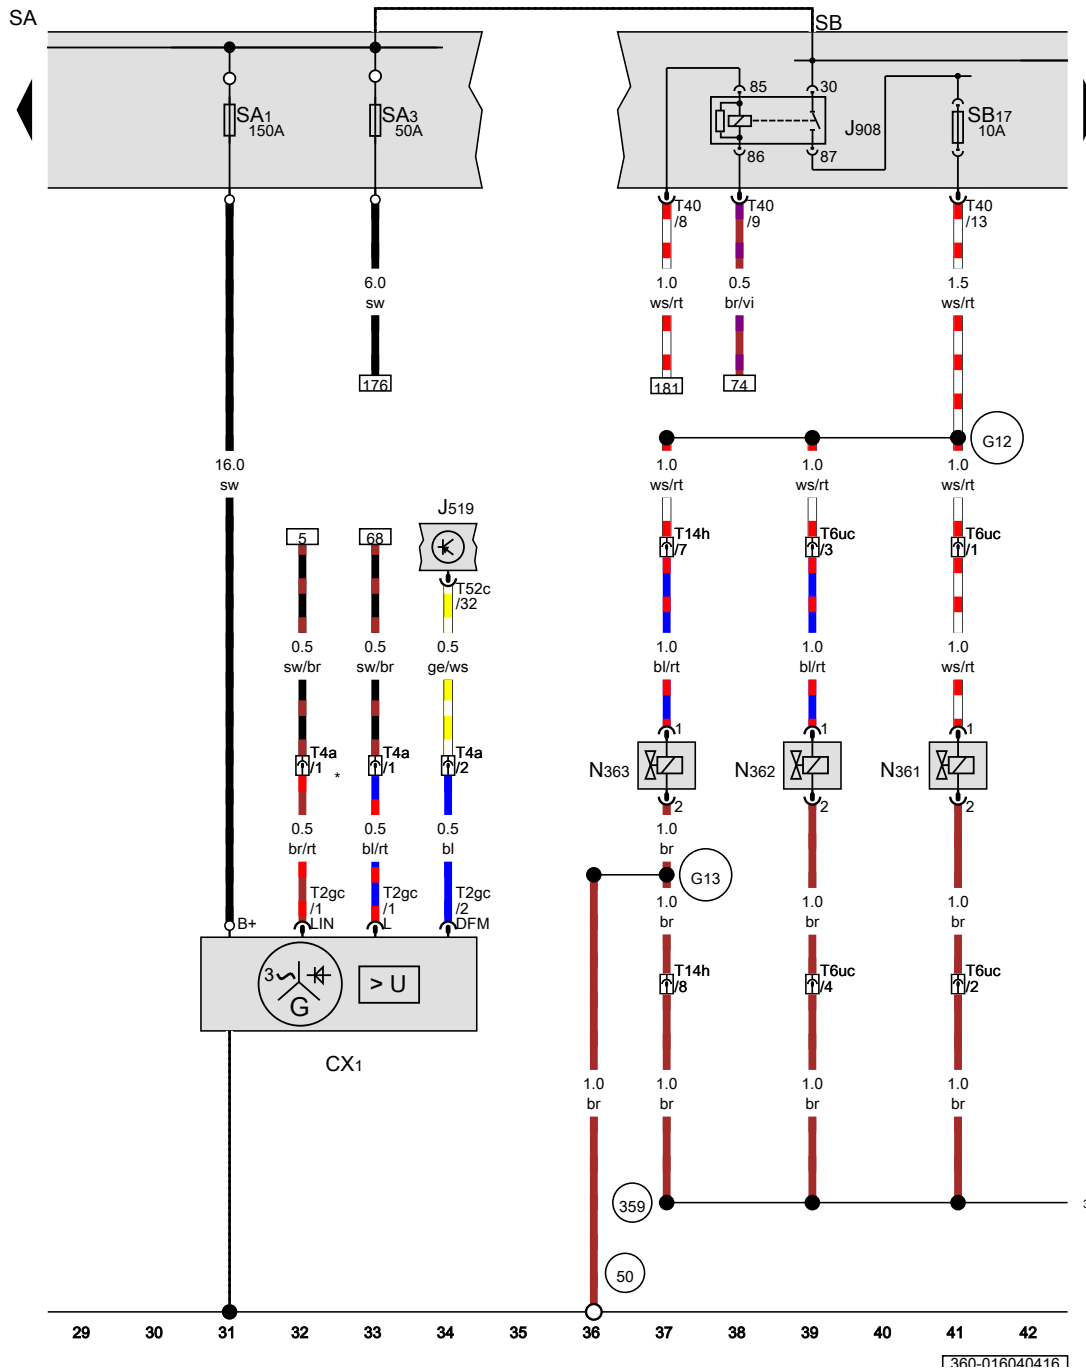 SA
SB
SA1
150A
SA3
50A
85
30
J908
86
87
SB17
10A
T40
/8
T40
/9
T40
/13
6.0
sw
1.0
ws/rt
0.5
br/vi
1.5
ws/rt
176
181
74
G12
16.0
sw
1.0
ws/rt
1.0
ws/rt
1.0
ws/rt
J519
5
68
T14h
/7
T6uc
/3
T6uc
/1
T52c
/32
0.5
sw/br
0.5
sw/br
0.5
ge/ws
1.0
bl/rt
1.0
bl/rt
1.0
ws/rt
T4a
/1
*
T4a
/1
T4a
/2
1
1
1
N363
N362
N361
2
2
2
0.5
br/rt
0.5
bl/rt
0.5
bl
1.0
br
G13
T2gc
/1
T2gc
/1
T2gc
/2
B+
LIN
L
DFM
1.0
br
1.0
br
1.0
br
3
G
> U
T14h
/8
T6uc
/4
T6uc
/2
CX1
1.0
br
1.0
br
1.0
br
1.0
br
359
50
29 30 31 32 33 34 35 36 37 38 39 40 41 42
360-016040416